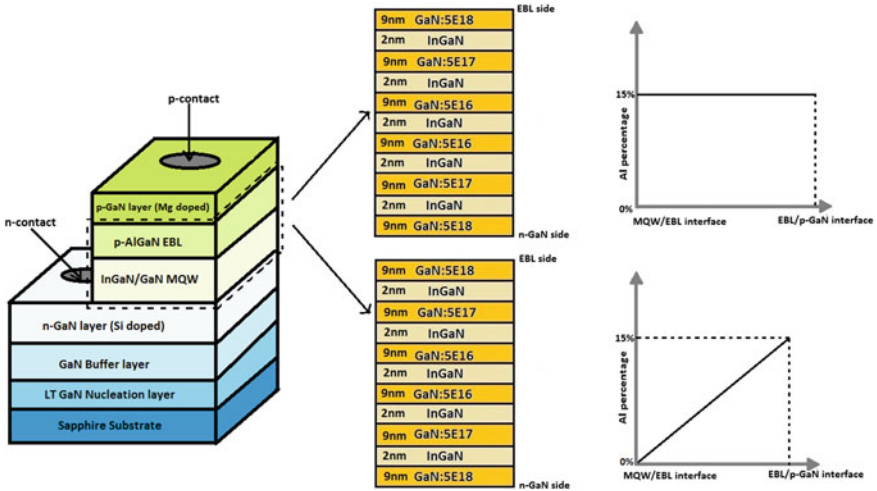 p-contact
n-contact
p-GaN layer (Mg doped)
p-AlGaN EBL
InGaN/GaN MQW
n-GaN layer (Si doped)
GaN Buffer layer
LT GaN Nucleation layer
Sapphire Substrate
EBL side
9nm GaN:5E18
2nm InGaN
9nm GaN:5E17
2nm InGaN
9nm GaN:5E16
2nm InGaN
9nm GaN:5E16
2nm InGaN
9nm GaN:5E17
2nm InGaN
9nm GaN:5E18
n-GaN side
EBL side
9nm GaN:5E18
2nm InGaN
9nm GaN:5E17
2nm InGaN
9nm GaN:5E16
2nm InGaN
9nm GaN:5E16
2nm InGaN
9nm GaN:5E17
2nm InGaN
9nm GaN:5E18
n-GaN side
15%
Al percentage
0%
MQW/EBL interface
EBL/p-GaN interface
15%
Al percentage
0%
MQW/EBL interface
EBL/p-GaN interface